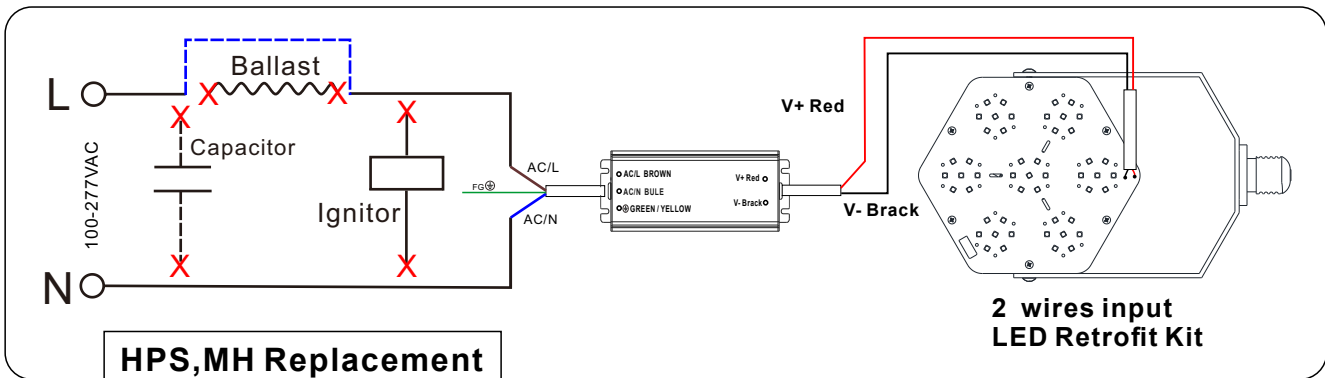 Ballast
L
Capacitor
100-277VAC
Ignitor
N
AC/L
FG
AC/N
AC/L BROWN
AC/N BULE
GREEN / YELLOW
V+ Red
V- Brack
V+ Red
V- Brack
2 wires input
LED Retrofit Kit
HPS,MH Replacement